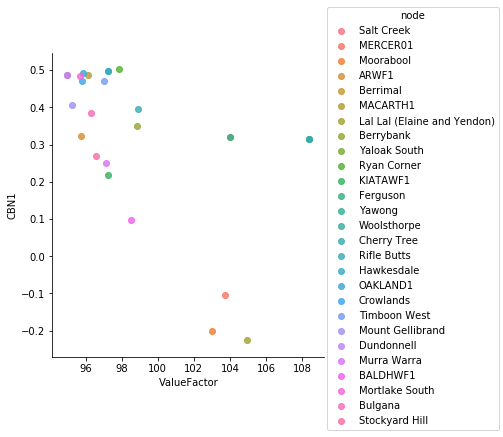 node
Salt Creek
MERCER01
Moorabool
ARWF1
Berrimal
MACARTH1
Lal Lal (Elaine and Yendon)
Berrybank
Yaloak South
Ryan Corner
KIATAWF1
Ferguson
Yawong
Woolsthorpe
Cherry Tree
Rifle Butts
Hawkesdale
OAKLAND1
Crowlands
Timboon West
Mount Gellibrand
Dundonnell
Murra Warra
BALDHWF1
Mortlake South
Bulgana
Stockyard Hill
CBN1
0.5
0.4
0.3
0.2
0.1
0.0
−0.1
−0.2
96 98 100 102 104 106 108
ValueFactor